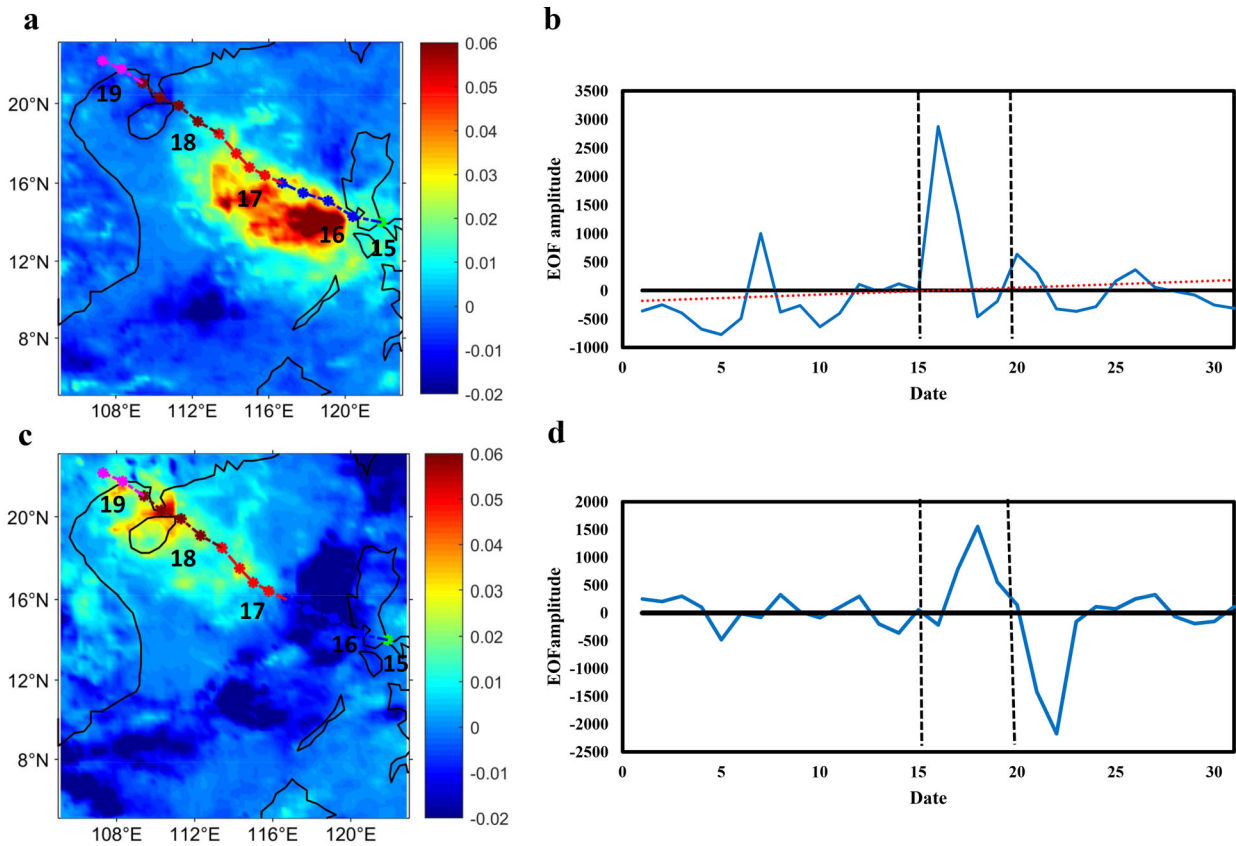 a
20°N
16°N
12°N
8°N
108°E 112°E 116°E 120°E
19
18
17
16
15
0.06
0.05
0.04
0.03
0.02
0.01
0
-0.01
-0.02
b
EOF amplitude
3500
3000
2500
2000
1500
1000
500
0
-500
-1000
0 5 10 15 20 25 30
Date
c
20°N
16°N
12°N
8°N
108°E 112°E 116°E 120°E
19
18
17
16
15
0.06
0.05
0.04
0.03
0.02
0.01
0
-0.01
-0.02
d
EOFamplitude
2000
1500
1000
500
0
-500
-1000
-1500
-2000
-2500
0 5 10 15 20 25 30
Date